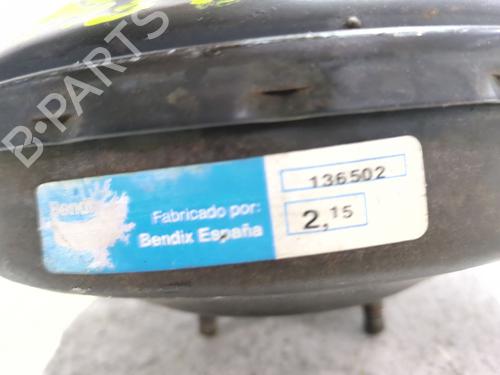 B-PARTS
Bendix
Fabricado por:
Bendix España
136502
2,15